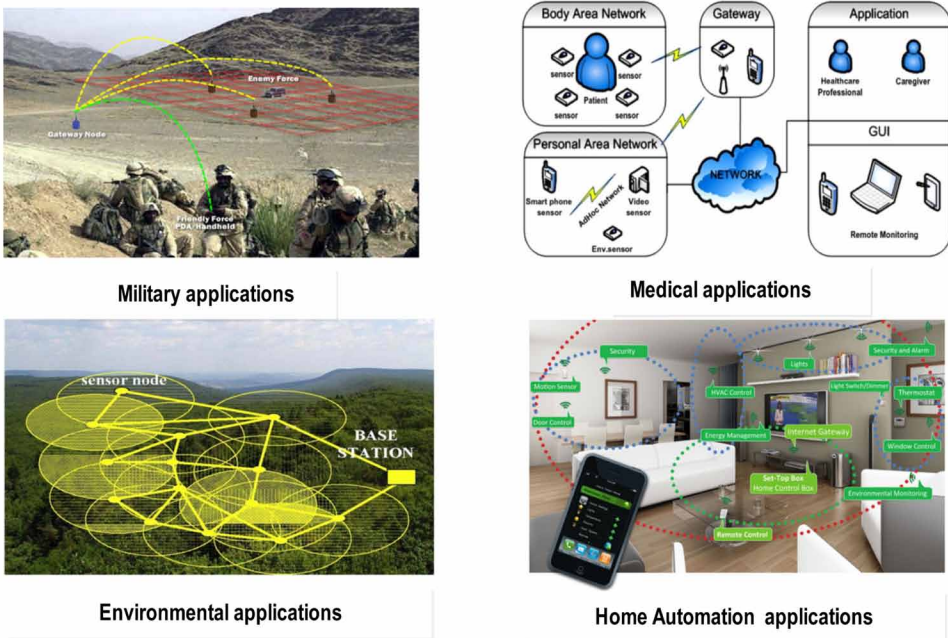 Enemy Force
Gateway Node
Friendly Force
PDA/Handheld
Military applications
Body Area Network
sensor
sensor
Patient
sensor
sensor
Gateway
Application
Healthcare
Professional
Caregiver
Personal Area Network
Smart phone
sensor
AdHoc Network
Video
sensor
Env.sensor
NETWORK
GUI
Remote Monitoring
Medical applications
sensor node
BASE
STATION
Environmental applications
Security
Lights
Security and Alarm
Motion Sensor
HVAC Control
Light Switch/Dimmer
Thermostat
Door Control
Energy Management
Internet Gateway
Window Control
Set-Top Box
Home Control Box
Environmental Monitoring
Remote Control
Home Automation applications